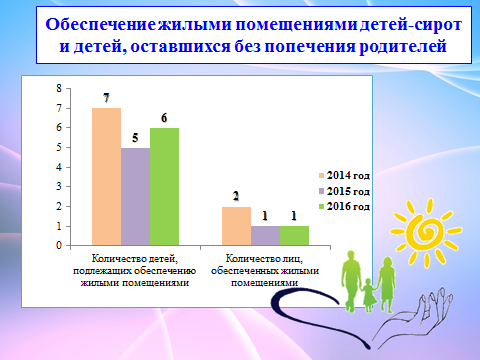 Обеспечение жилыми помещениями детей-сирот
и детей, оставшихся без попечения родителей
8
7
6
5
4
3
2
1
0
7
5
6
2
1
1
2014 год
2015 год
2016 год
Количество детей,
подлежащих обеспечению
жилыми помещениями
Количество лиц,
обеспеченных жилыми
помещениями